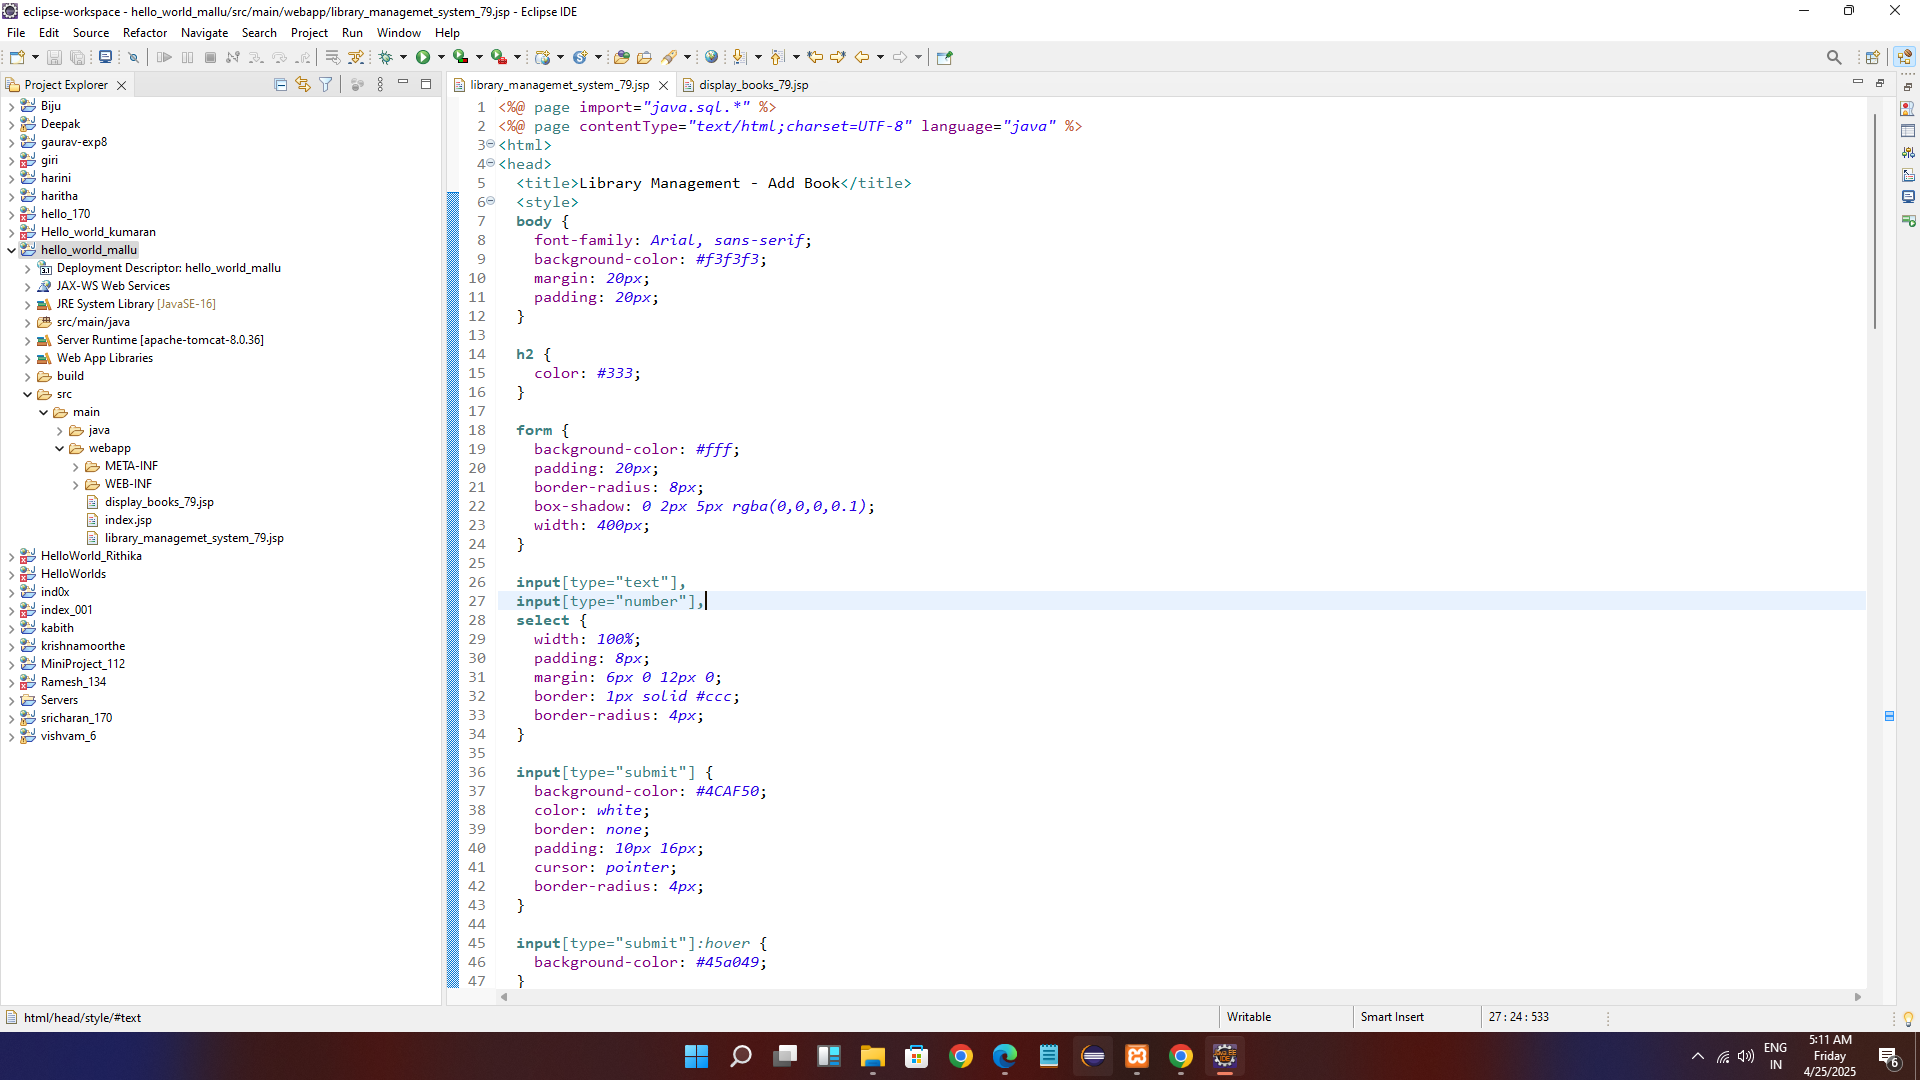 eclipse-workspace - hello_world_mallu/src/main/webapp/library_managemet_system_79.jsp - Eclipse IDE
File Edit Source Refactor Navigate Search Project Run Window Help
Project Explorer
Biju
Deepak
gaurav-exp8
giri
harini
haritha
hello_170
Hello_world_kumaran
hello_world_mallu
Deployment Descriptor: hello_world_mallu
JAX-WS Web Services
JRE System Library [JavaSE-16]
src/main/java
Server Runtime [apache-tomcat-8.0.36]
Web App Libraries
build
src
main
java
webapp
META-INF
WEB-INF
display_books_79.jsp
index.jsp
library_managemet_system_79.jsp
HelloWorld_Rithika
HelloWorlds
ind0x
index_001
kabith
krishnamoorthe
MiniProject_112
Ramesh_134
Servers
sricharan_170
vishvam_6
library_managemet_system_79.jsp display_books_79.jsp
1 <%@ page import="java.sql.*" %>
2 <%@ page contentType="text/html;charset=UTF-8" language="java" %>
3 <html>
4 <head>
5 <title>Library Management - Add Book</title>
6 <style>
7 body {
8 font-family: Arial, sans-serif;
9 background-color: #f3f3f3;
10 margin: 20px;
11 padding: 20px;
12 }
13
14 h2 {
15 color: #333;
16 }
17
18 form {
19 background-color: #fff;
20 padding: 20px;
21 border-radius: 8px;
22 box-shadow: 0 2px 5px rgba(0,0,0,0.1);
23 width: 400px;
24 }
25
26 input[type="text"],
27 input[type="number"],
28 select {
29 width: 100%;
30 padding: 8px;
31 margin: 6px 0 12px 0;
32 border: 1px solid #ccc;
33 border-radius: 4px;
34 }
35
36 input[type="submit"] {
37 background-color: #4CAF50;
38 color: white;
39 border: none;
40 padding: 10px 16px;
41 cursor: pointer;
42 border-radius: 4px;
43 }
44
45 input[type="submit"]:hover {
46 background-color: #45a049;
47 }
html/head/style/#text Writable Smart Insert 27 : 24 : 533
ENG
IN
5:11 AM
Friday
4/25/2025
6